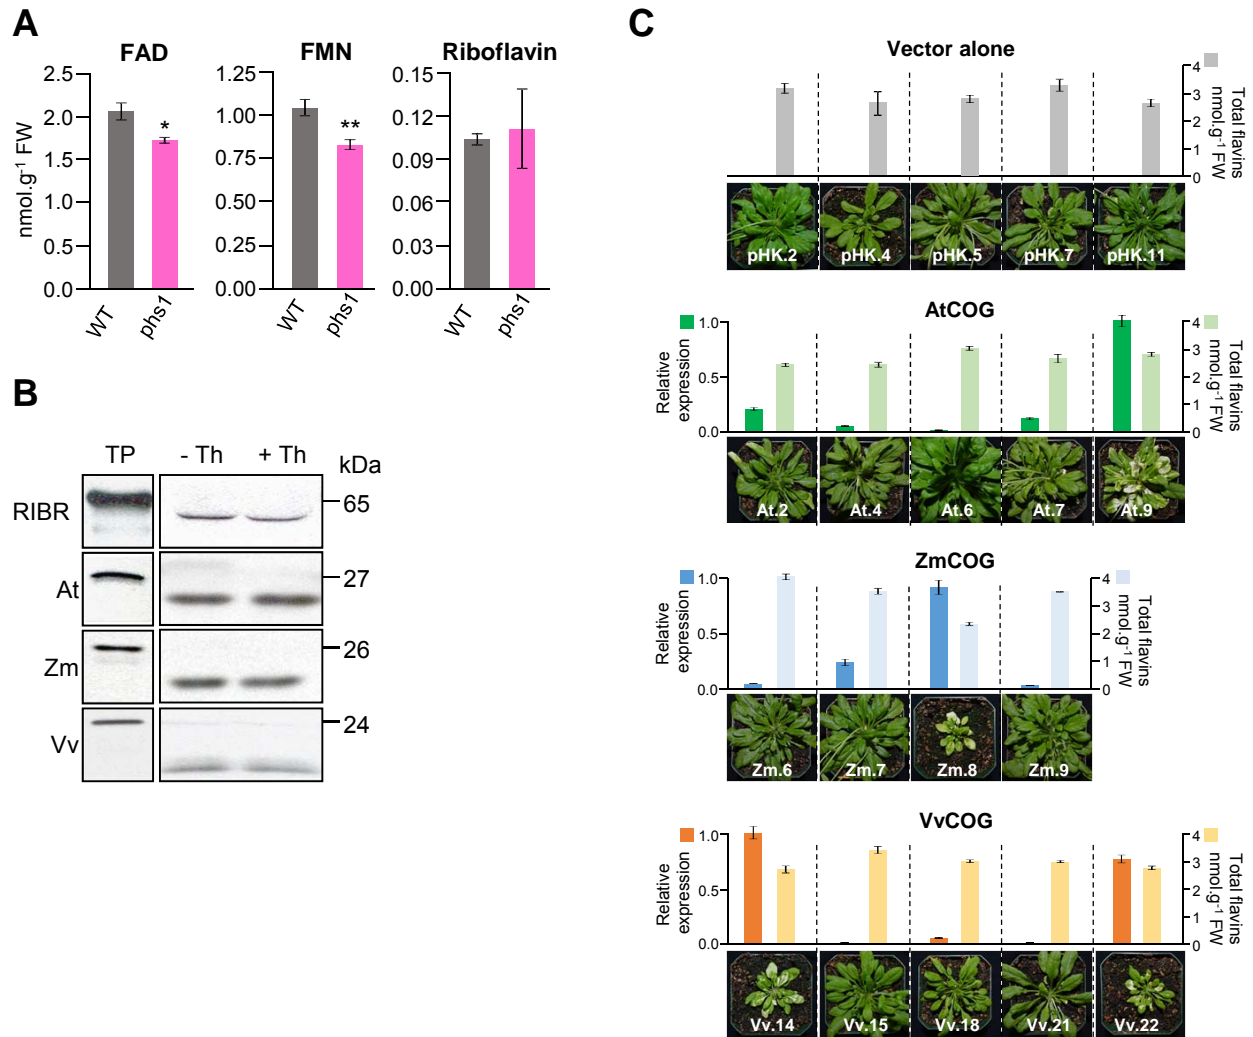 A
FAD
FMN
Riboflavin
nmol.g-1 FW
2.5
2.0
1.5
1.0
0.5
0.0
*
WT
phs1
1.25
1.00
0.75
0.50
0.25
0.00
**
WT
phs1
0.15
0.12
0.09
0.06
0.03
0.00
WT
phs1
B
TP
- Th
+ Th
kDa
RIBR
65
At
27
Zm
26
Vv
24
C
Vector alone
4
3
2
1
0
Total flavins
nmol.g-1 FW
pHK.2
pHK.4
pHK.5
pHK.7
pHK.11
AtCOG
Relative
expression
1.0
0.5
0.0
4
3
2
1
0
Total flavins
nmol.g-1 FW
At.2
At.4
At.6
At.7
At.9
ZmCOG
Relative
expression
1.0
0.5
0.0
4
3
2
1
0
Total flavins
nmol.g-1 FW
Zm.6
Zm.7
Zm.8
Zm.9
VvCOG
Relative
expression
1.0
0.5
0.0
4
3
2
1
0
Total flavins
nmol.g-1 FW
Vv.14
Vv.15
Vv.18
Vv.21
Vv.22